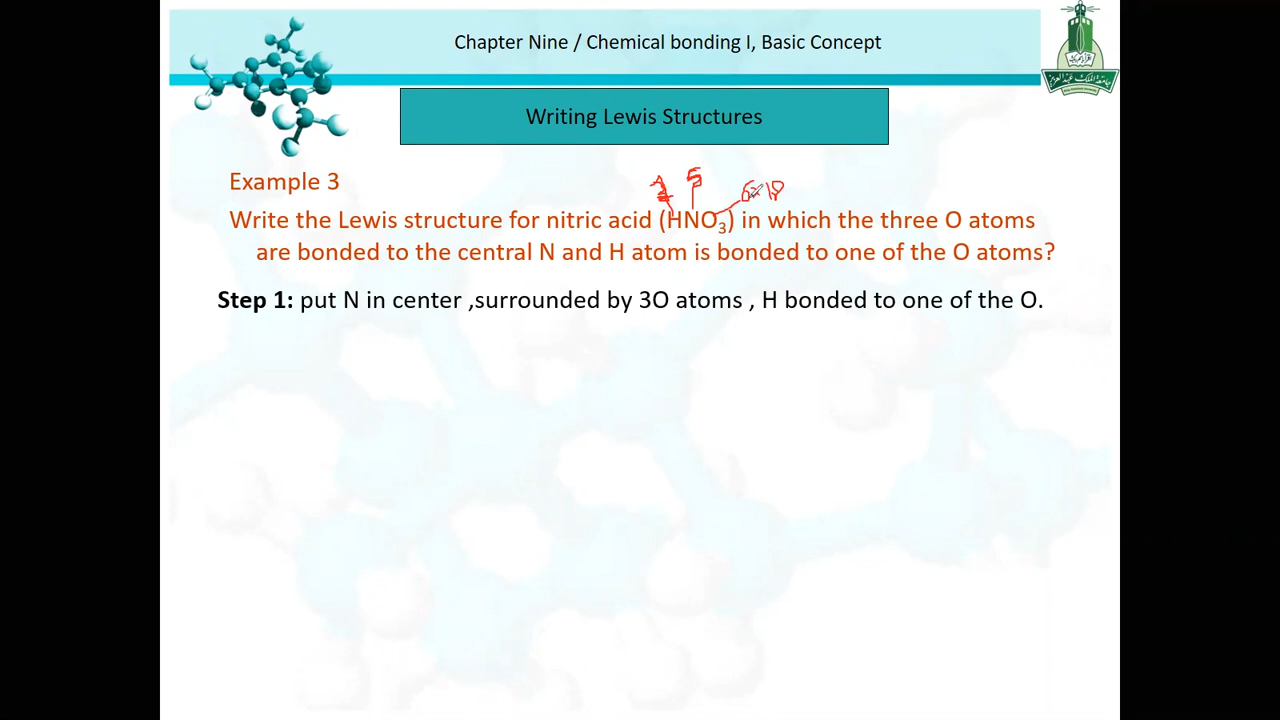 Chapter Nine / Chemical bonding I, Basic Concept
Writing Lewis Structures
Example 3
5
18
Write the Lewis structure for nitric acid (HNO₃) in which the three O atoms
are bonded to the central N and H atom is bonded to one of the O atoms?
Step 1: put N in center ,surrounded by 3O atoms , H bonded to one of the O.